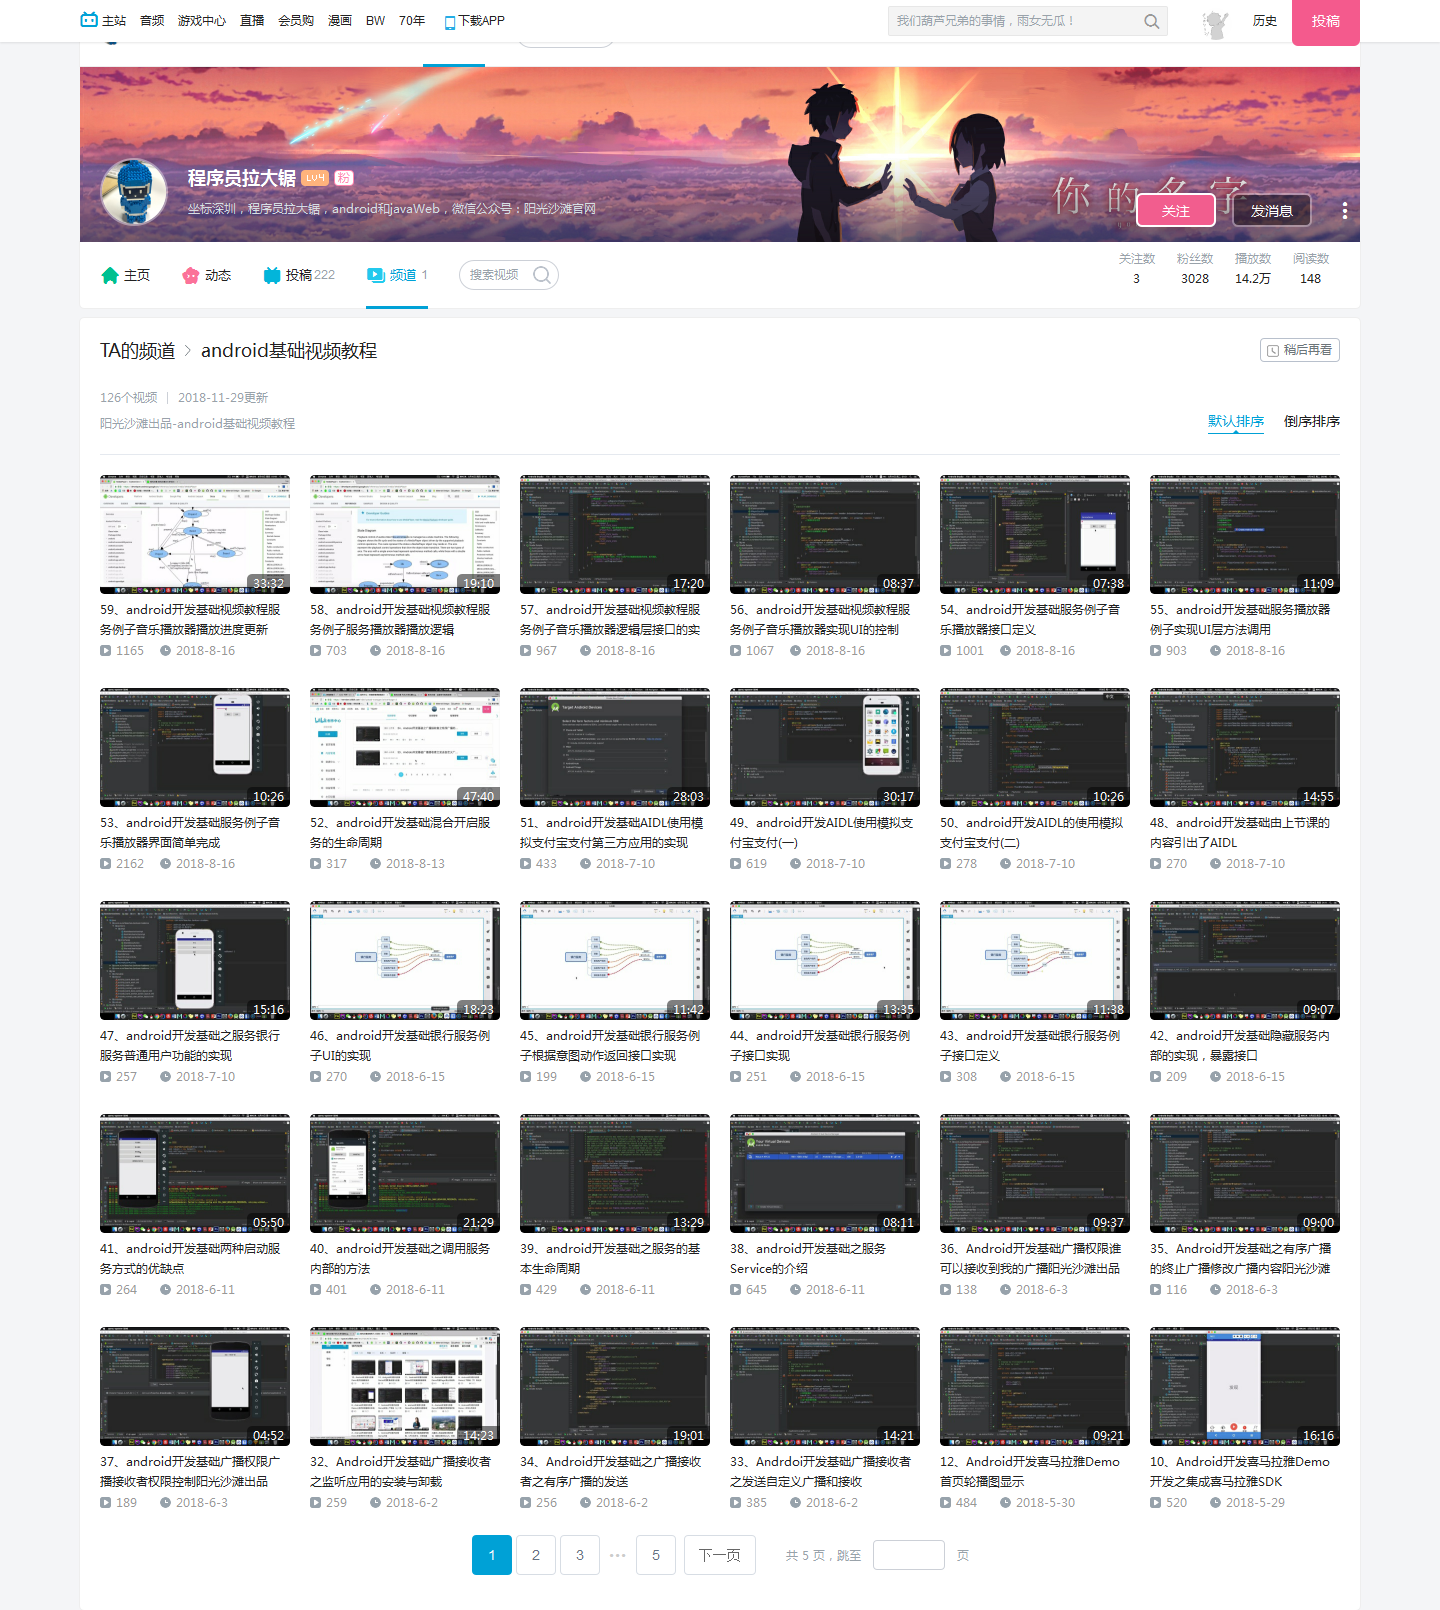 主站 音频 游戏中心 直播 会员购 漫画 BW 70年 下载APP 我们葫芦兄弟的事情，雨女无瓜！ 历史 投稿
你的名字
程序员拉大锯 LV4 粉
坐标深圳，程序员拉大锯，android和javaWeb，微信公众号：阳光沙滩官网
关注 发消息
主页 动态 投稿 222 频道 1 搜索视频
关注数 粉丝数 播放数 阅读数
3 3028 14.2万 148
TA的频道 > android基础视频教程
稍后再看
126个视频 | 2018-11-29更新
阳光沙滩出品-android基础视频教程
默认排序 倒序排序
33:32 19:10 17:20 08:37 07:38 11:09
59、android开发基础视频教程服 58、android开发基础视频教程服 57、android开发基础视频教程服 56、android开发基础视频教程服 54、android开发基础服务例子音 55、android开发基础服务播放器
务例子音乐播放器播放进度更新 务例子服务播放器播放逻辑 务例子音乐播放器逻辑层接口的实 务例子音乐播放器实现UI的控制 乐播放器接口定义 例子实现UI层方法调用
1165 2018-8-16 703 2018-8-16 967 2018-8-16 1067 2018-8-16 1001 2018-8-16 903 2018-8-16
10:26 47:40 28:03 30:17 10:26 14:55
53、android开发基础服务例子音 52、android开发基础混合开启服 51、android开发基础AIDL使用模 49、android开发AIDL使用模拟支 50、android开发AIDL的使用模拟 48、android开发基础由上节课的
乐播放器界面简单完成 务的生命周期 拟支付宝支付第三方应用的实现 付宝支付(一) 支付宝支付(二) 内容引出了AIDL
2162 2018-8-16 317 2018-8-13 433 2018-7-10 619 2018-7-10 278 2018-7-10 270 2018-7-10
15:16 18:23 11:42 13:35 11:38 09:07
47、android开发基础之服务银行 46、android开发基础银行服务例 45、android开发基础银行服务例 44、android开发基础银行服务例 43、android开发基础银行服务例 42、android开发基础隐藏服务内
服务普通用户功能的实现 子UI的实现 子根据意图动作返回接口实现 子接口实现 子接口定义 部的实现，暴露接口
257 2018-7-10 270 2018-6-15 199 2018-6-15 251 2018-6-15 308 2018-6-15 209 2018-6-15
05:50 21:29 13:29 08:11 09:37 09:00
41、android开发基础两种启动服 40、android开发基础之调用服务 39、android开发基础之服务的基 38、android开发基础之服务 36、Android开发基础广播权限谁 35、Android开发基础之有序广播
务方式的优缺点 内部的方法 本生命周期 Service的介绍 可以接收到我的广播阳光沙滩出品 的终止广播修改广播内容阳光沙滩
264 2018-6-11 401 2018-6-11 429 2018-6-11 645 2018-6-11 138 2018-6-3 116 2018-6-3
04:52 14:23 19:01 14:21 09:21 16:16
37、android开发基础广播权限广 32、Android开发基础广播接收者 34、Android开发基础之广播接收 33、Andrdoi开发基础广播接收者 12、Android开发喜马拉雅Demo 10、Android开发喜马拉雅Demo
播接收者权限控制阳光沙滩出品 之监听应用的安装与卸载 者之有序广播的发送 之发送自定义广播和接收 首页轮播图显示 开发之集成喜马拉雅SDK
189 2018-6-3 259 2018-6-2 256 2018-6-2 385 2018-6-2 484 2018-5-30 520 2018-5-29
1 2 3 ••• 5 下一页 共 5 页，跳至 页